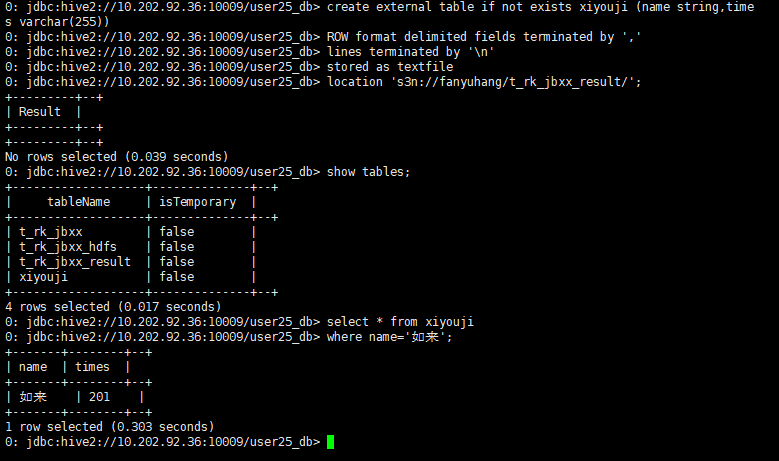 0: jdbc:hive2://10.202.92.36:10009/user25_db> create external table if not exists xiyouji (name string,time
s varchar(255))
0: jdbc:hive2://10.202.92.36:10009/user25_db> ROW format delimited fields terminated by ','
0: jdbc:hive2://10.202.92.36:10009/user25_db> lines terminated by '\n'
0: jdbc:hive2://10.202.92.36:10009/user25_db> stored as textfile
0: jdbc:hive2://10.202.92.36:10009/user25_db> location 's3n://fanyuhang/t_rk_jbxx_result/';
+---------+--+
| Result  |
+---------+--+
+---------+--+
No rows selected (0.039 seconds)
0: jdbc:hive2://10.202.92.36:10009/user25_db> show tables;
+-------------------+--------------+--+
|     tableName     | isTemporary  |
+-------------------+--------------+--+
| t_rk_jbxx         | false        |
| t_rk_jbxx_hdfs    | false        |
| t_rk_jbxx_result  | false        |
| xiyouji           | false        |
+-------------------+--------------+--+
4 rows selected (0.017 seconds)
0: jdbc:hive2://10.202.92.36:10009/user25_db> select * from xiyouji
0: jdbc:hive2://10.202.92.36:10009/user25_db> where name='如来';
+-------+--------+--+
| name  | times  |
+-------+--------+--+
| 如来    | 201    |
+-------+--------+--+
1 row selected (0.303 seconds)
0: jdbc:hive2://10.202.92.36:10009/user25_db>